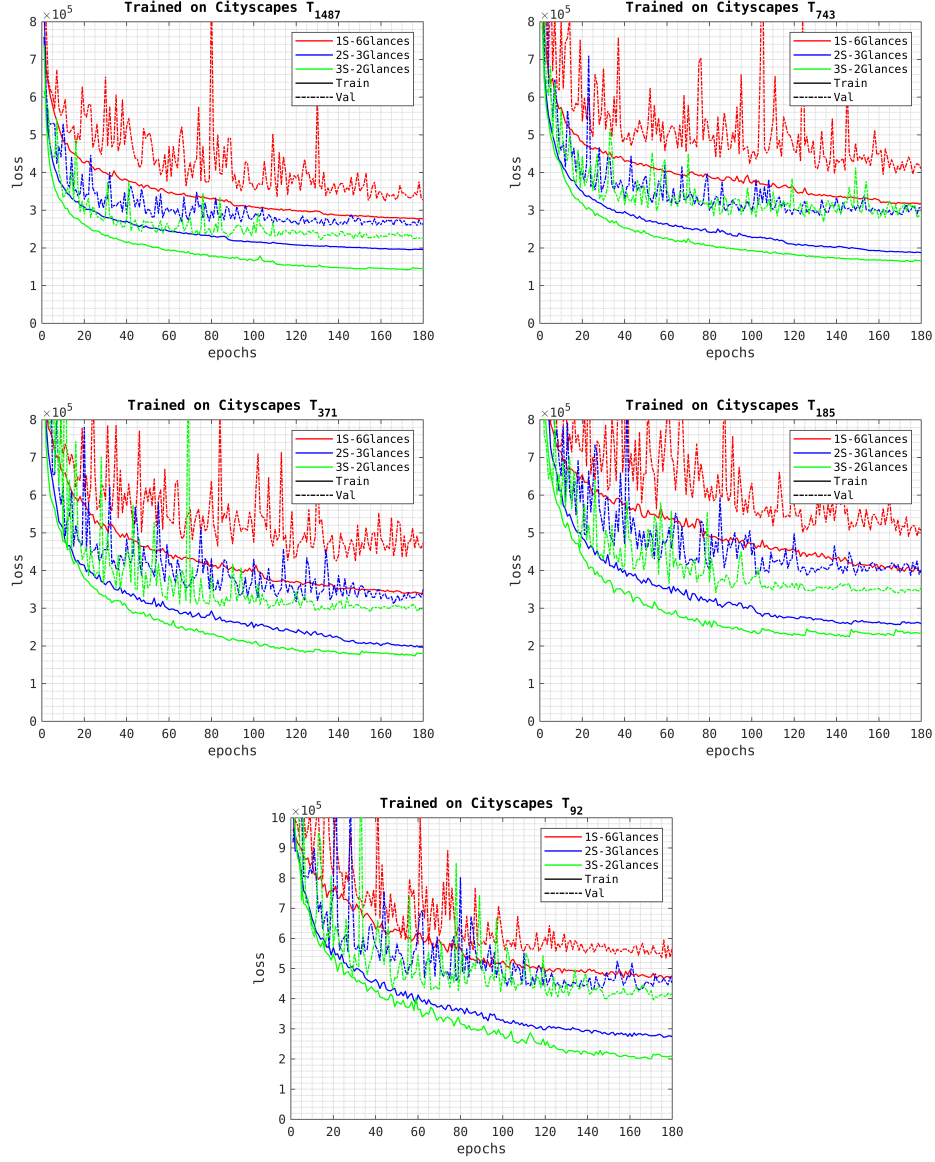 Trained on Cityscapes T1487
×10^5
8
7
6
5
4
3
2
1
0
loss
1S-6Glances
2S-3Glances
3S-2Glances
Train
Val
0 20 40 60 80 100 120 140 160 180
epochs
Trained on Cityscapes T743
×10^5
8
7
6
5
4
3
2
1
0
loss
1S-6Glances
2S-3Glances
3S-2Glances
Train
Val
0 20 40 60 80 100 120 140 160 180
epochs
Trained on Cityscapes T371
×10^5
8
7
6
5
4
3
2
1
0
loss
1S-6Glances
2S-3Glances
3S-2Glances
Train
Val
0 20 40 60 80 100 120 140 160 180
epochs
Trained on Cityscapes T185
×10^5
8
7
6
5
4
3
2
1
0
loss
1S-6Glances
2S-3Glances
3S-2Glances
Train
Val
0 20 40 60 80 100 120 140 160 180
epochs
Trained on Cityscapes T92
×10^5
10
9
8
7
6
5
4
3
2
1
0
loss
1S-6Glances
2S-3Glances
3S-2Glances
Train
Val
0 20 40 60 80 100 120 140 160 180
epochs